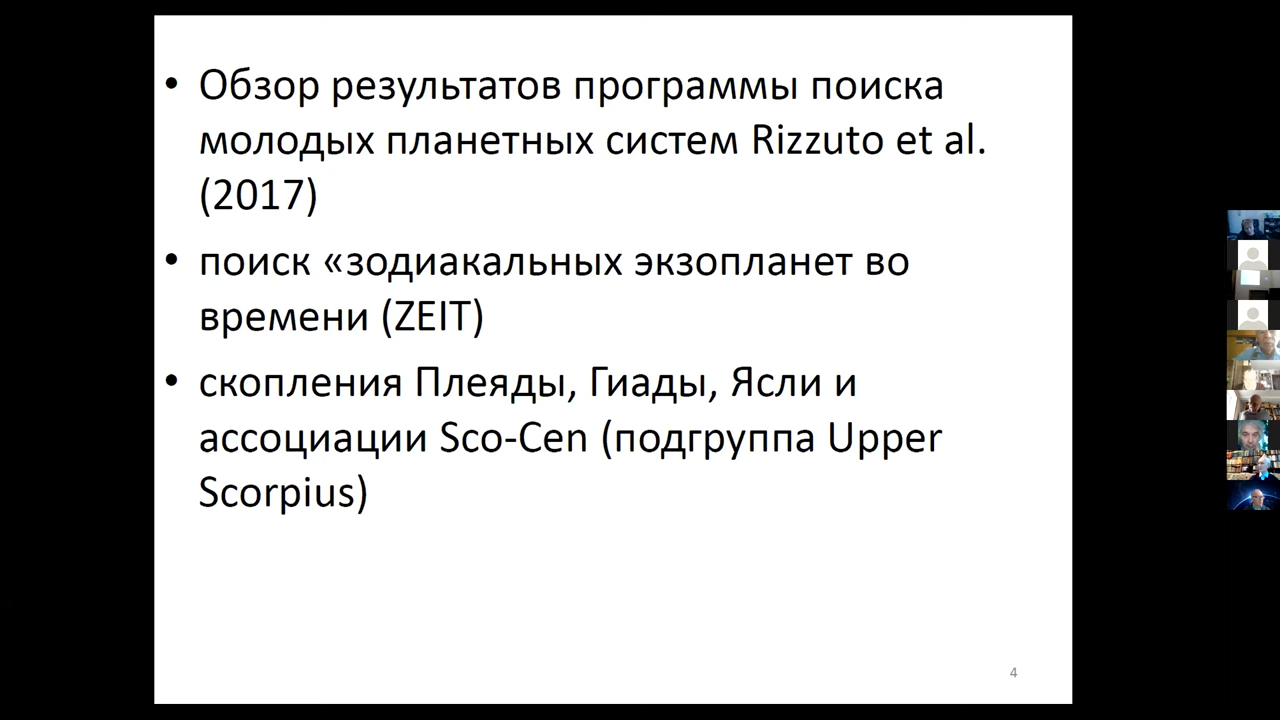 • Обзор результатов программы поиска
молодых планетных систем Rizzuto et al.
(2017)
• поиск «зодиакальных экзопланет во
времени (ZEIT)
• скопления Плеяды, Гиады, Ясли и
ассоциации Sco-Cen (подгруппа Upper
Scorpius)
4